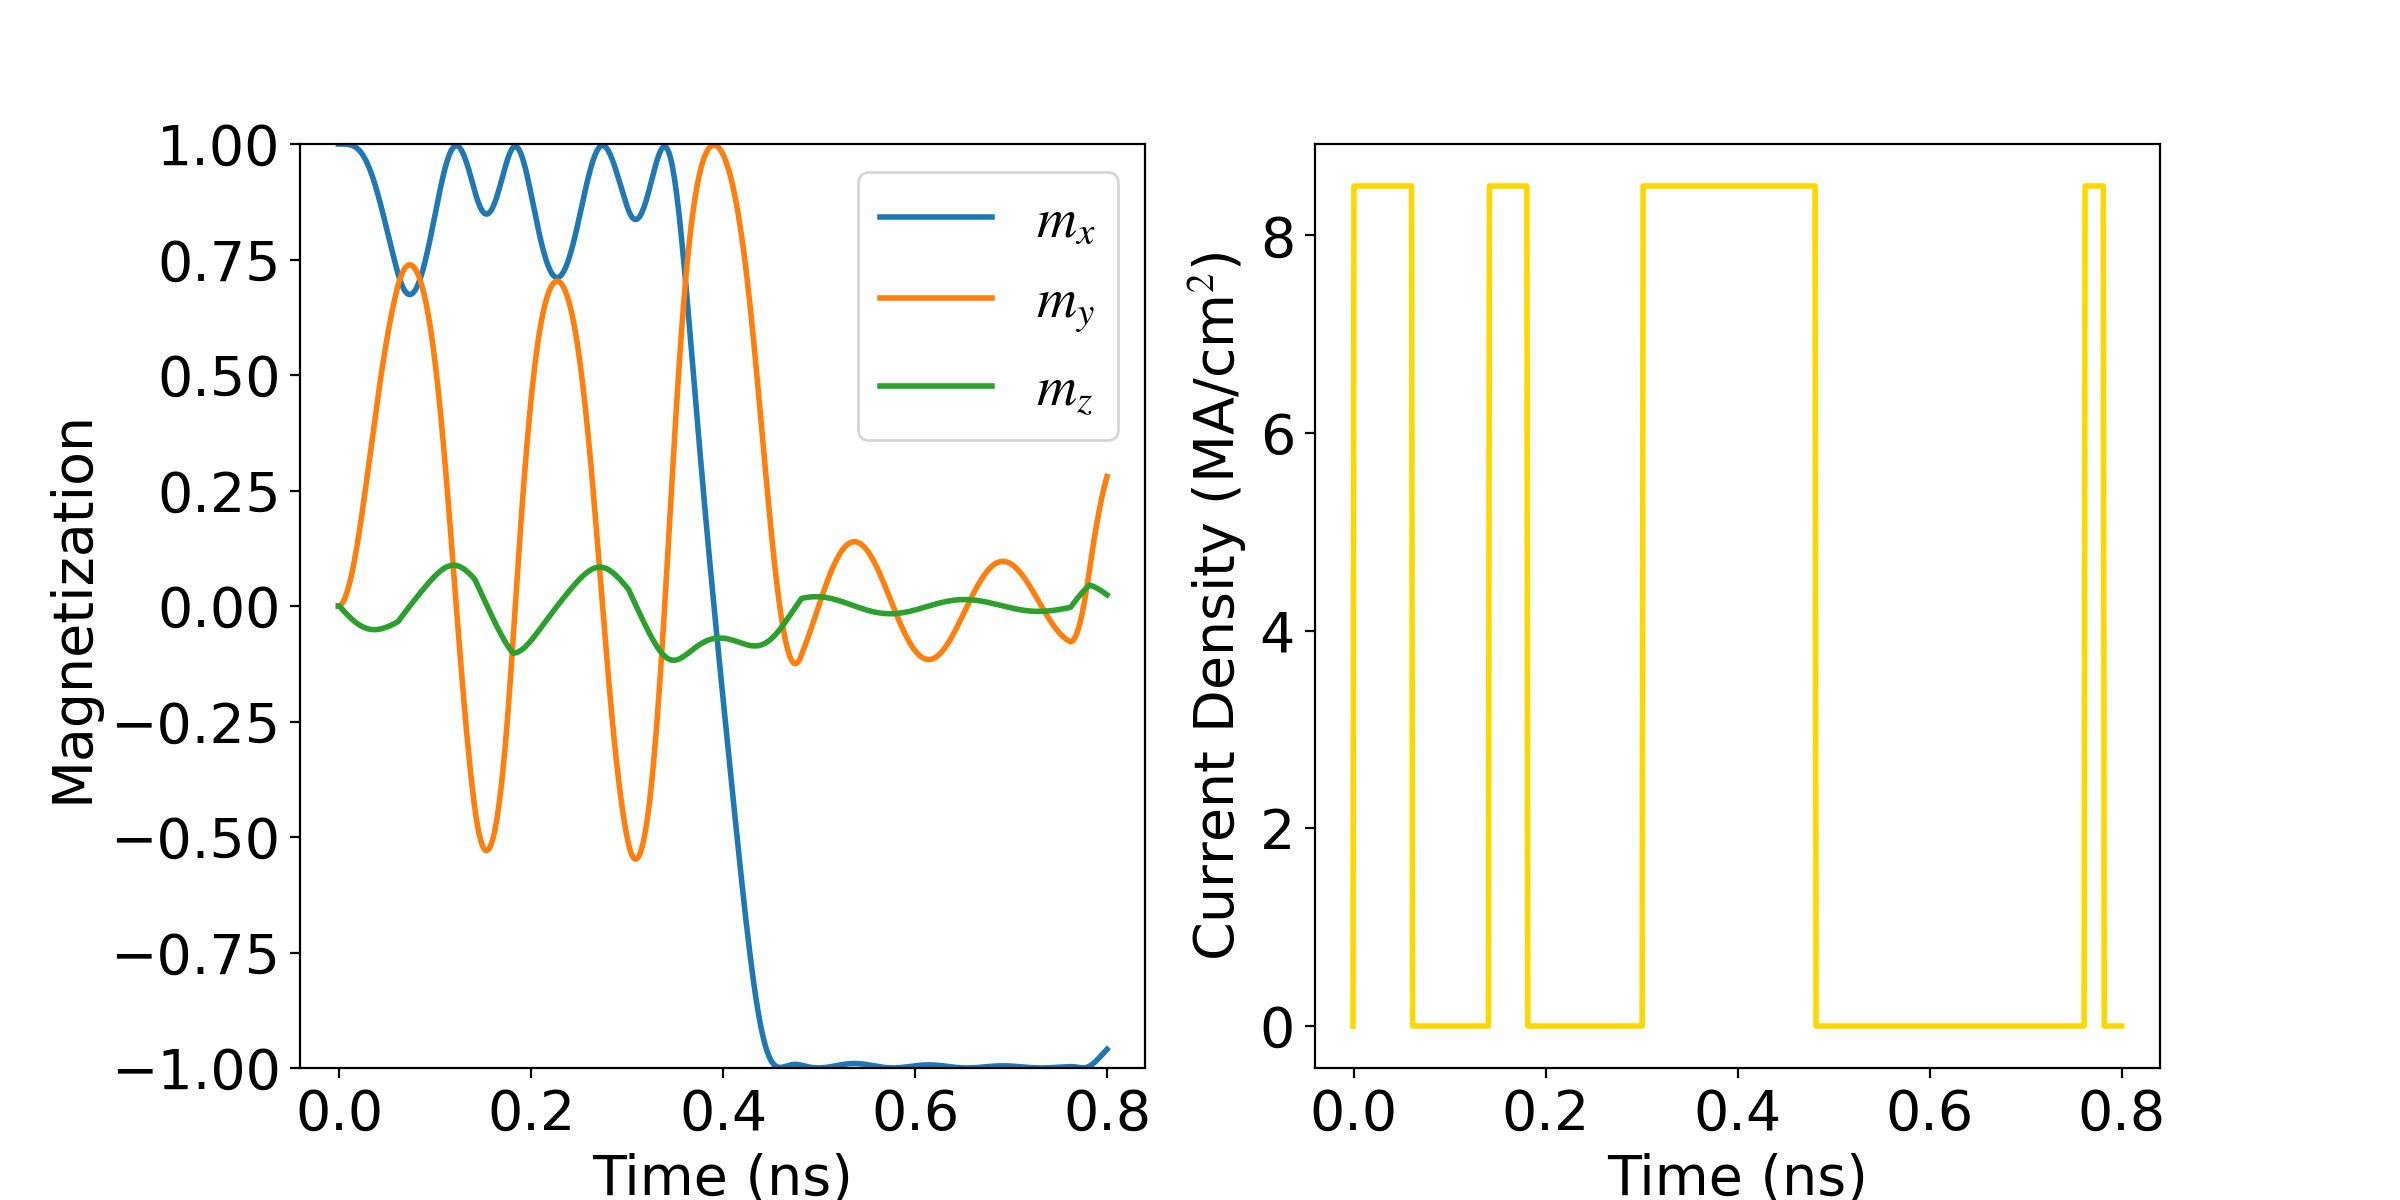 1.00
0.75
0.50
0.25
0.00
−0.25
−0.50
−0.75
−1.00
Magnetization
0.0 0.2 0.4 0.6 0.8
Time (ns)
m_x
m_y
m_z
8
6
4
2
0
Current Density (MA/cm²)
0.0 0.2 0.4 0.6 0.8
Time (ns)